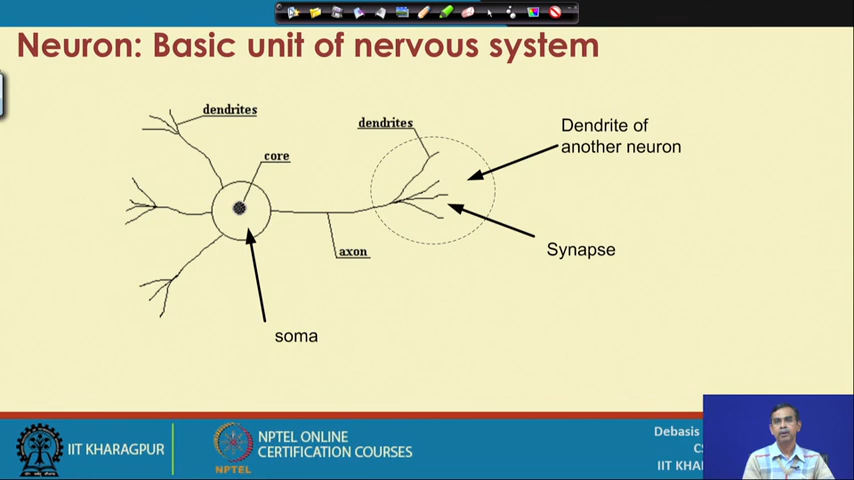 Neuron: Basic unit of nervous system
dendrites
dendrites
Dendrite of
another neuron
core
axon
Synapse
soma
IIT KHARAGPUR
NPTEL
NPTEL ONLINE
CERTIFICATION COURSES
Debasis
IIT